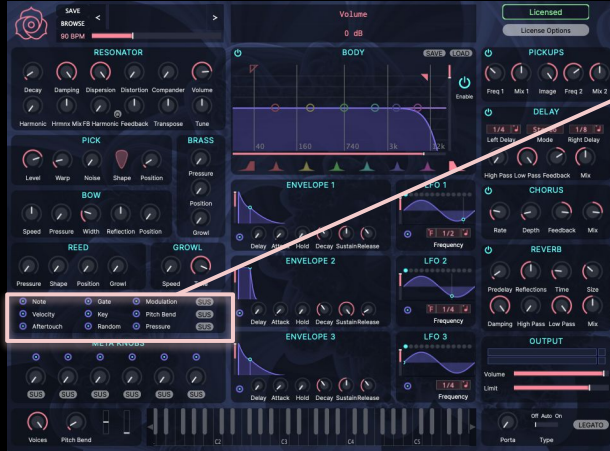 SAVE
BROWSE
90 BPM
<
>
Volume
0 dB
Licensed
License Options
RESONATOR
Decay Damping Dispersion Distortion Compander Volume
Harmonic Hrmnx Mix FB Harmonic Feedback Transpose Tune
PICK
Level Warp Noise Shape Position
BOW
Speed Pressure Width Reflection Position
BRASS
Pressure
Position
Growl
REED
Pressure Shape Position Growl
GROWL
Speed
Note Gate Modulation SUS
Velocity Key Pitch Bend SUS
Aftertouch Random Pressure SUS
META KNOBS
SUS SUS SUS SUS SUS SUS
Voices Pitch Bend
BODY
SAVE LOAD
Enable
40 160 740 3k 12k
ENVELOPE 1
Delay Attack Hold Decay Sustain Release
LFO 1
F 1/2
Frequency
ENVELOPE 2
Delay Attack Hold Decay Sustain Release
LFO 2
F 1/4
Frequency
ENVELOPE 3
Delay Attack Hold Decay Sustain Release
LFO 3
1/4
Frequency
C2 C3 C4 C5
PICKUPS
Freq 1 Mix 1 Image Freq 2 Mix 2
DELAY
1/4 1/8
Left Delay Mode Right Delay
High Pass Low Pass Feedback Mix
CHORUS
Rate Depth Feedback Mix
REVERB
Predelay Reflections Time Size
Damping High Pass Low Pass Mix
OUTPUT
Volume
Limit
Off Auto On
LEGATO
Porta Type